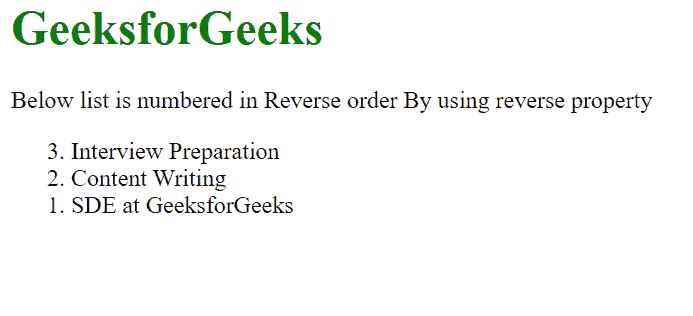 GeeksforGeeks
Below list is numbered in Reverse order By using reverse property
3. Interview Preparation
2. Content Writing
1. SDE at GeeksforGeeks